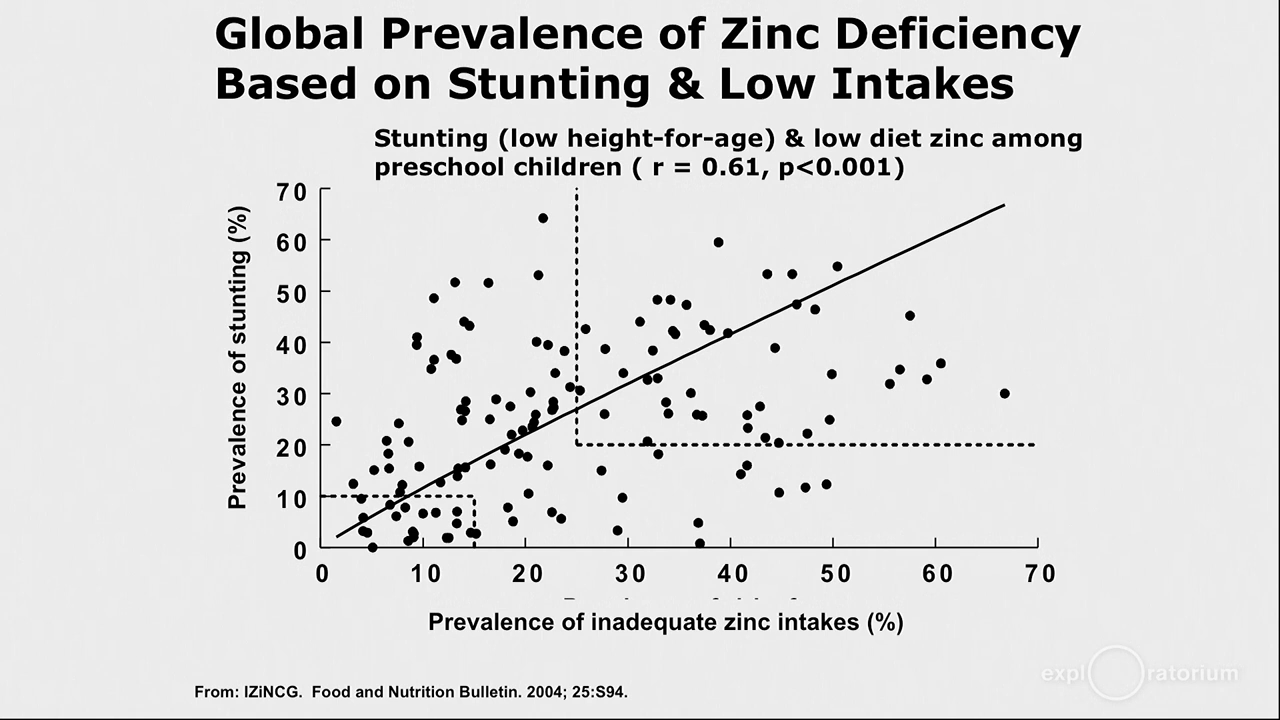 Global Prevalence of Zinc Deficiency
Based on Stunting & Low Intakes
Stunting (low height-for-age) & low diet zinc among
preschool children ( r = 0.61, p<0.001)
Prevalence of stunting (%)
70
60
50
40
30
20
10
0
0 10 20 30 40 50 60 70
Prevalence of inadequate zinc intakes (%)
From: IZiNCG. Food and Nutrition Bulletin. 2004; 25:S94.
expl ratorium